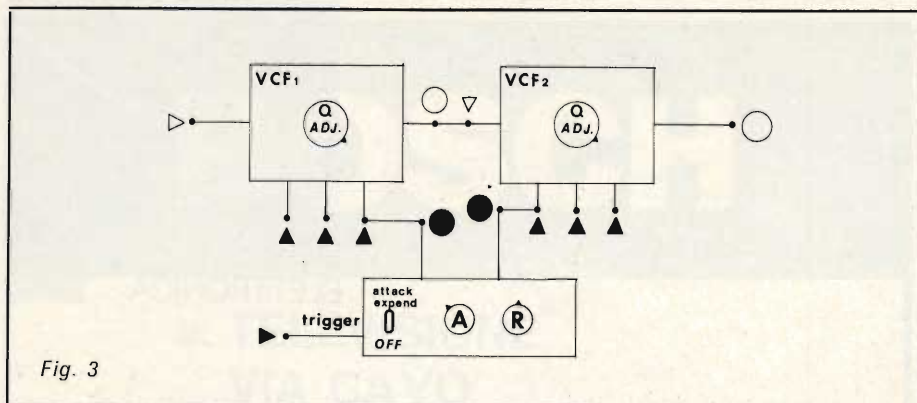 VCF1
Q
ADJ.
VCF2
Q
ADJ.
attack
expend
trigger
OFF
A
R
Fig. 3